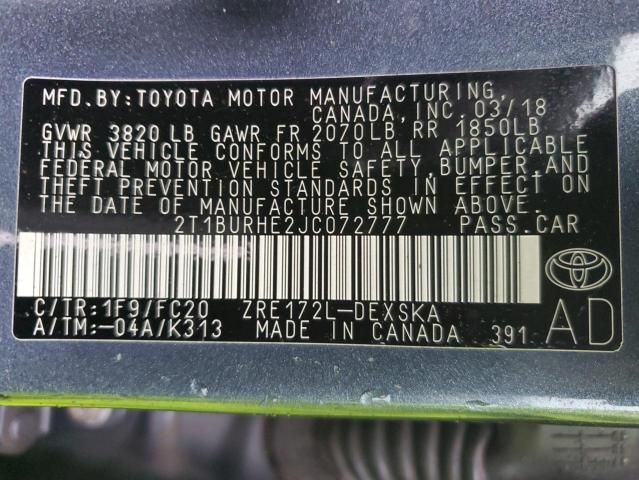 MFD. BY: TOYOTA MOTOR MANUFACTURING,
CANADA, INC. 03/18
GVWR 3820 LB GAWR FR 2070LB RR 1850LB
THIS VEHICLE CONFORMS TO ALL APPLICABLE
FEDERAL MOTOR VEHICLE SAFETY, BUMPER, AND
THEFT PREVENTION STANDARDS IN EFFECT ON
THE DATE OF MANUFACTURE SHOWN ABOVE.
2T1BURHE2JC072777 PASS. CAR
C/TR: 1F9/FC20 ZRE172L-DEXSKA
A/TM: -04A/K313 MADE IN CANADA 391 AD